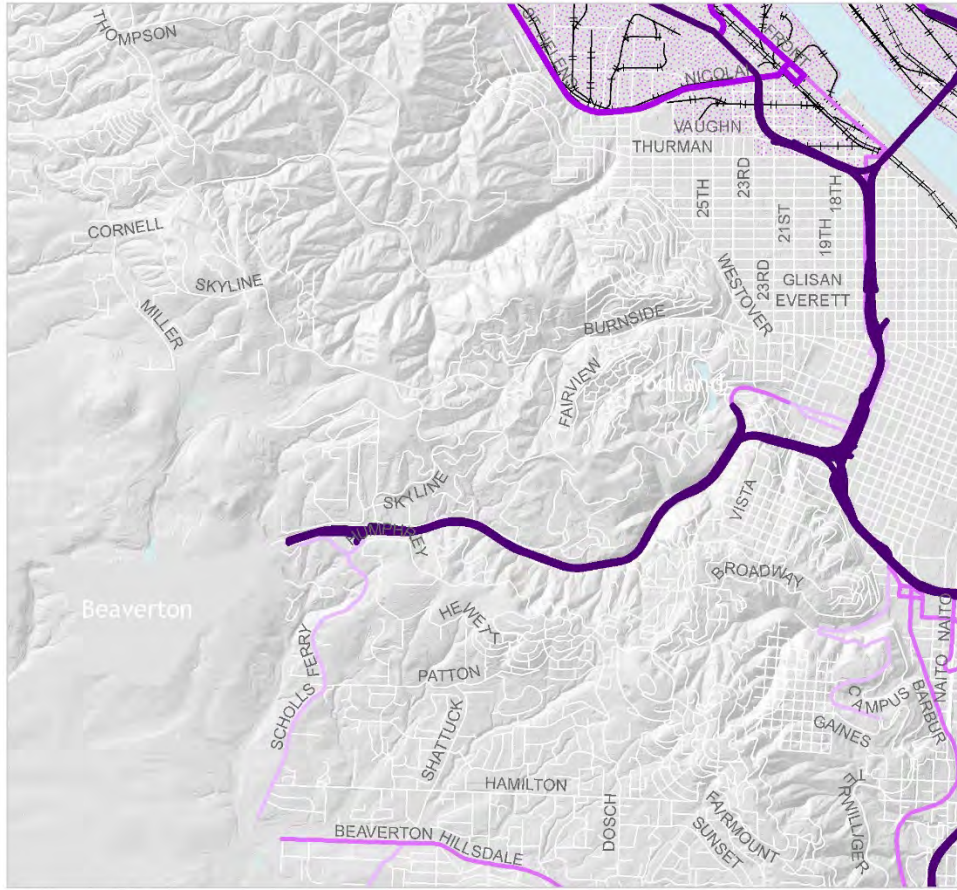 THOMPSON
ST HELENS
FRONT
NICOLAI
VAUGHN
THURMAN
25TH
23RD
21ST
19TH
18TH
CORNELL
SKYLINE
MILLER
WESTOVER
23RD
GLISAN
EVERETT
BURNSIDE
FAIRVIEW
Portland
SKYLINE
VISTA
HUMPHREY
BROADWAY
Beaverton
HEWETT
SCHOLLS FERRY
PATTON
SHATTUCK
NAITO
NAITO
BARBUR
CAMPUS
GAINES
HAMILTON
DOSCH
FAIRMOUNT
SUNSET
TERWILLIGER
BEAVERTON HILLSDALE